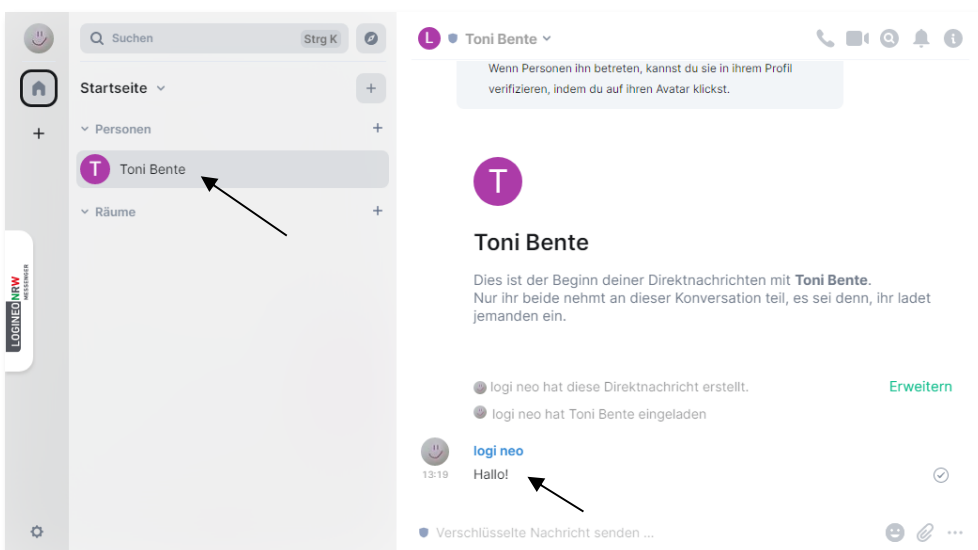 Suchen
Strg K
Startseite
Personen
T
Toni Bente
Räume
LOGINEO NRW
MESSENGER
L
Toni Bente
Wenn Personen ihn betreten, kannst du sie in ihrem Profil
verifizieren, indem du auf ihren Avatar klickst.
T
Toni Bente
Dies ist der Beginn deiner Direktnachrichten mit Toni Bente.
Nur ihr beide nehmt an dieser Konversation teil, es sei denn, ihr ladet
jemanden ein.
logi neo hat diese Direktnachricht erstellt.
Erweitern
logi neo hat Toni Bente eingeladen
logi neo
13:19 Hallo!
Verschlüsselte Nachricht senden ...